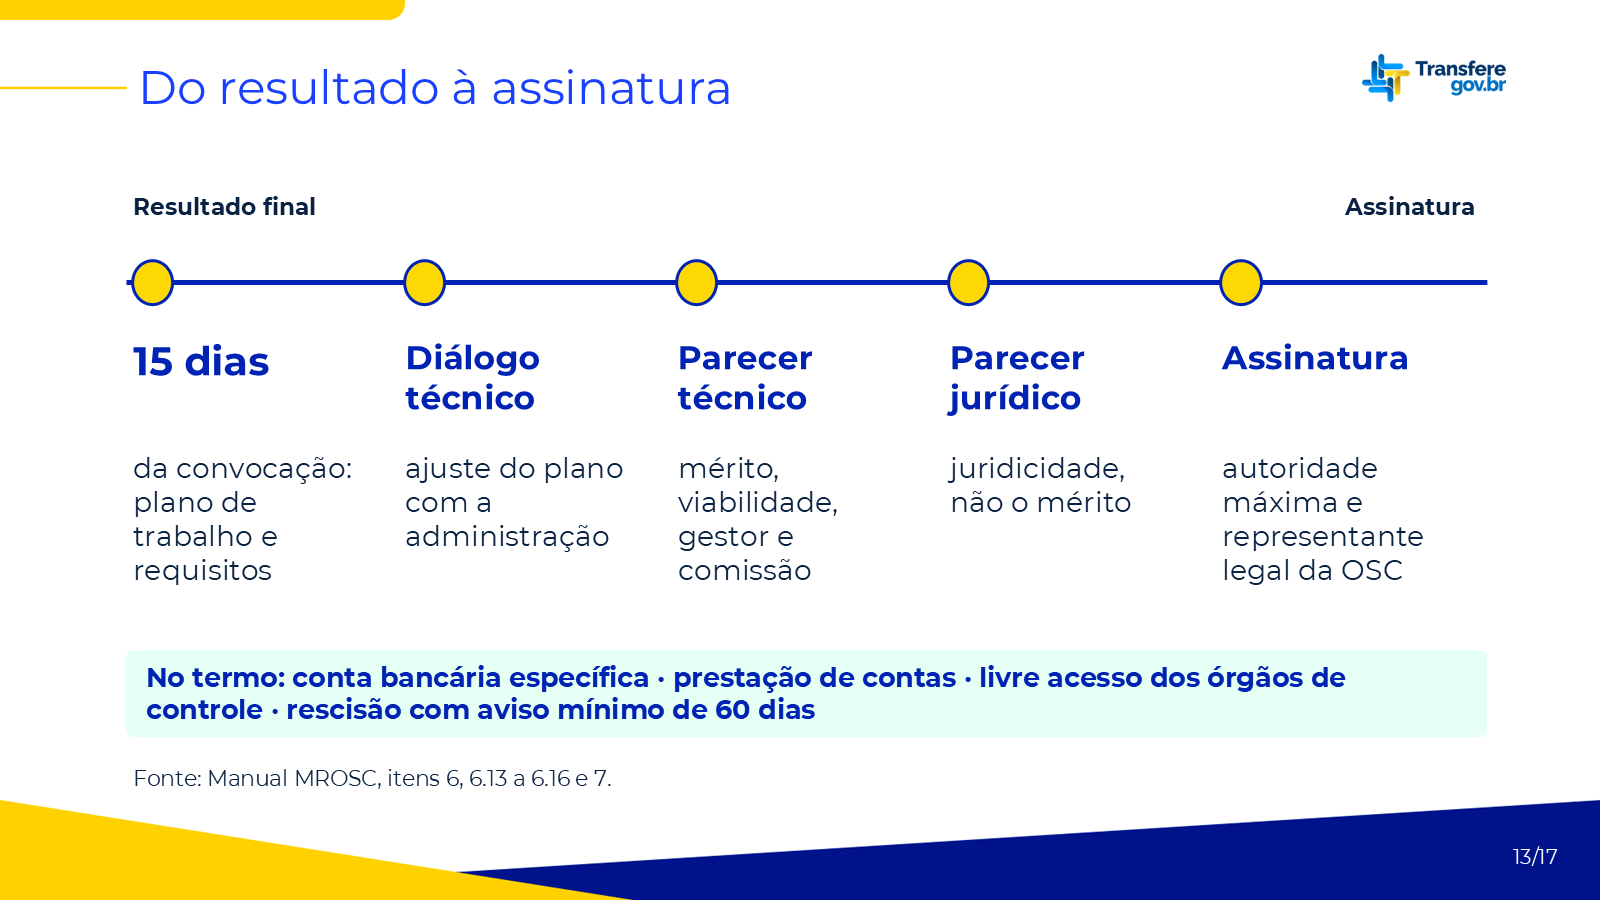 Do resultado à assinatura
Transfere
gov.br
Resultado final
Assinatura
15 dias
da convocação:
plano de
trabalho e
requisitos
Diálogo
técnico
ajuste do plano
com a
administração
Parecer
técnico
mérito,
viabilidade,
gestor e
comissão
Parecer
jurídico
juridicidade,
não o mérito
Assinatura
autoridade
máxima e
representante
legal da OSC
No termo: conta bancária específica · prestação de contas · livre acesso dos órgãos de
controle · rescisão com aviso mínimo de 60 dias
Fonte: Manual MROSC, itens 6, 6.13 a 6.16 e 7.
13/17